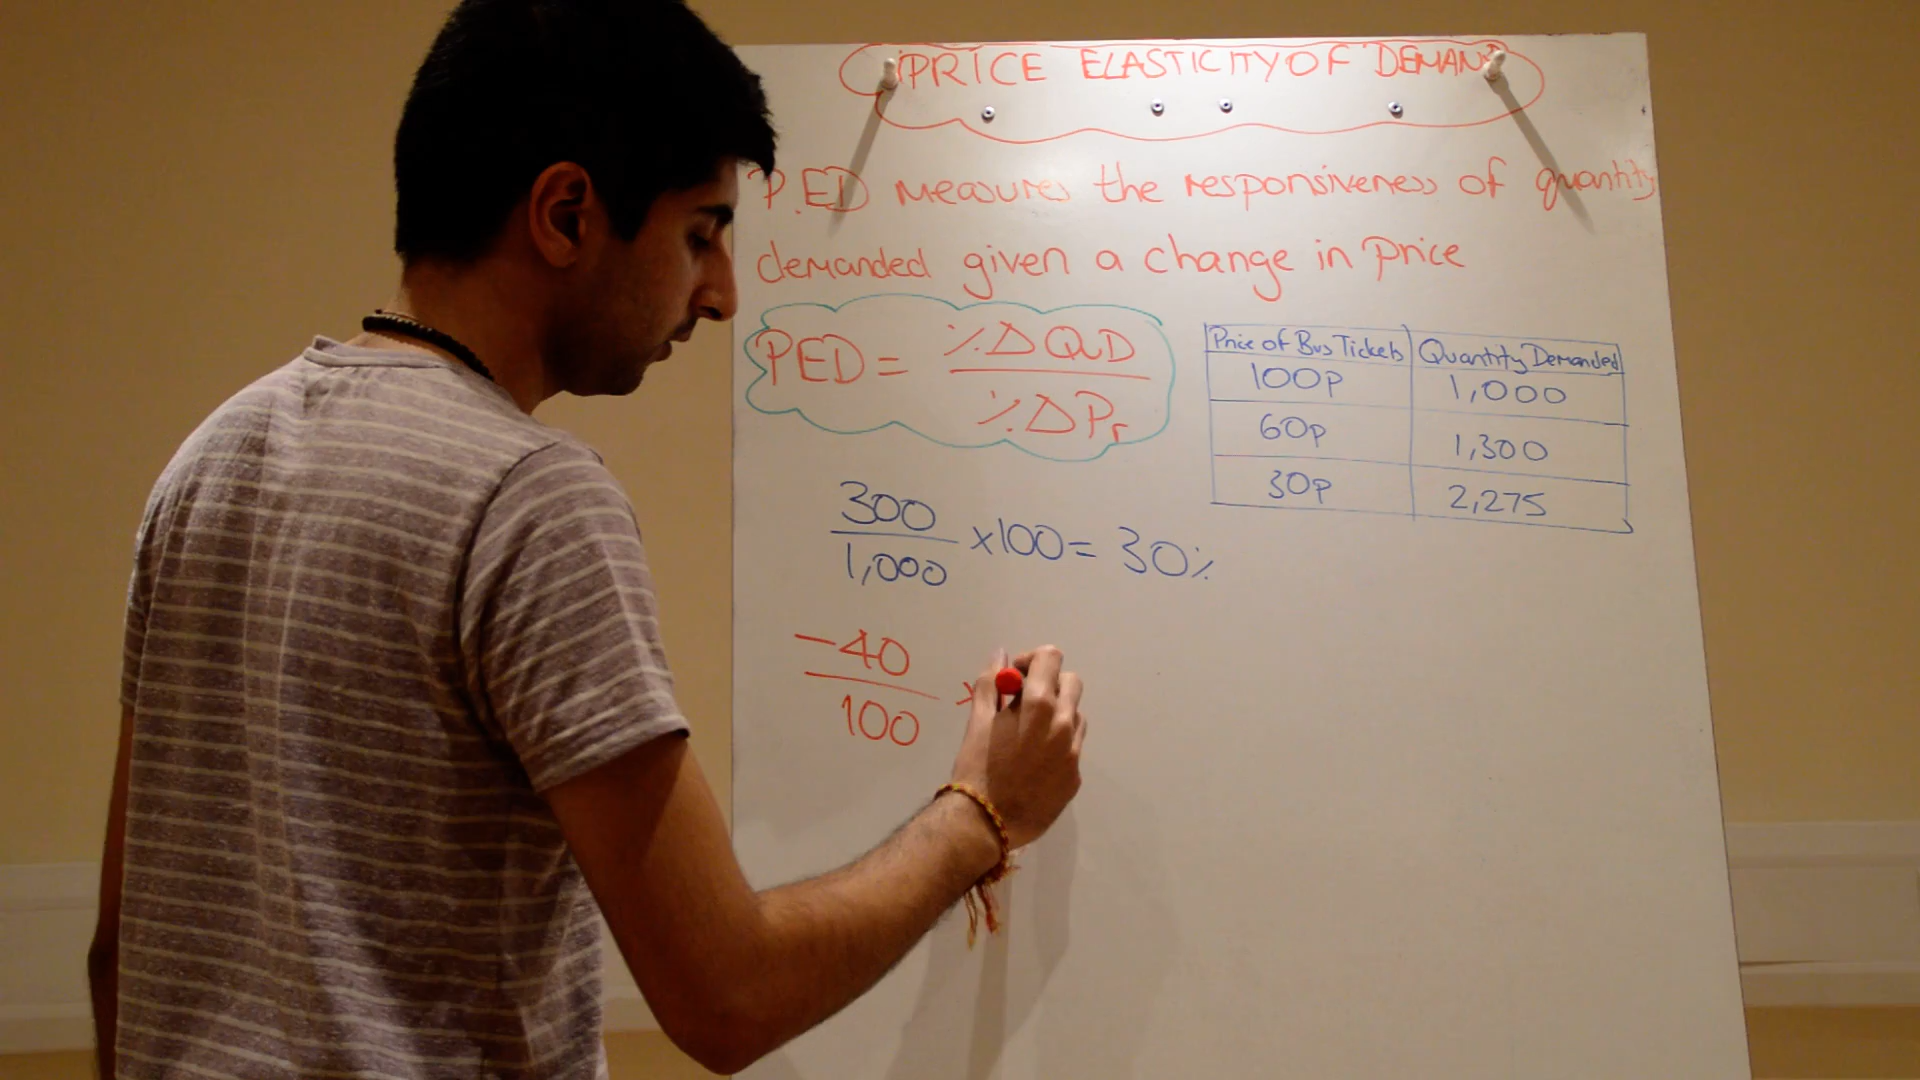 PRICE ELASTICITY OF DEMAND
P.ED measures the responsiveness of quantity
demanded given a change in price
PED = %ΔQD
%ΔPr
Price of Bus Tickets Quantity Demanded
100p 1,000
60p 1,300
30p 2,275
300
1,000
×100= 30%
-40
100
×